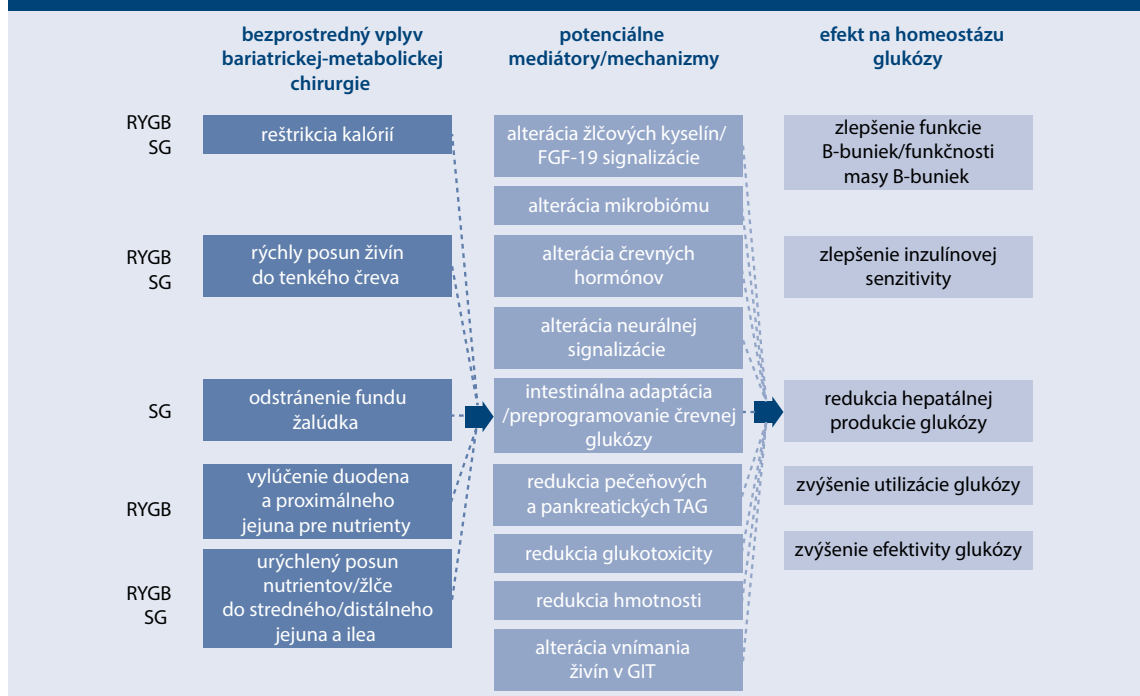 bezprostredný vplyv
bariatrickej-metabolickej
chirurgie
potenciálne
mediátory/mechanizmy
efekt na homeostázu
glukózy
RYGB
SG
reštrikcia kalórií
RYGB
SG
rýchly posun živín
do tenkého čreva
SG
odstránenie fundu
žalúdka
RYGB
vylúčenie duodena
a proximálneho
jejuna pre nutrienty
RYGB
SG
urýchlený posun
nutrientov/žlče
do stredného/distálneho
jejuna a ilea
alterácia žlčových kyselín/
FGF-19 signalizácie
alterácia mikrobiómu
alterácia črevných
hormónov
alterácia neurálnej
signalizácie
intestinálna adaptácia
/preprogramovanie črevnej
glukózy
redukcia pečeňových
a pankreatických TAG
redukcia glukotoxicity
redukcia hmotnosti
alterácia vnímania
živín v GIT
zlepšenie funkcie
B-buniek/funkčnosti
masy B-buniek
zlepšenie inzulínovej
senzitivity
redukcia hepatálnej
produkcie glukózy
zvýšenie utilizácie glukózy
zvýšenie efektivity glukózy